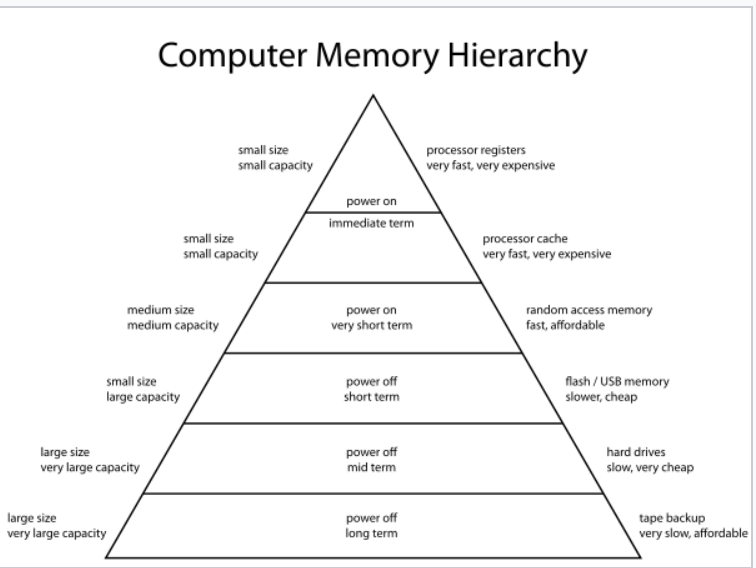 Computer Memory Hierarchy
small size
small capacity
processor registers
very fast, very expensive
power on
immediate term
small size
small capacity
processor cache
very fast, very expensive
medium size
medium capacity
power on
very short term
random access memory
fast, affordable
small size
large capacity
power off
short term
flash / USB memory
slower, cheap
large size
very large capacity
power off
mid term
hard drives
slow, very cheap
large size
very large capacity
power off
long term
tape backup
very slow, affordable